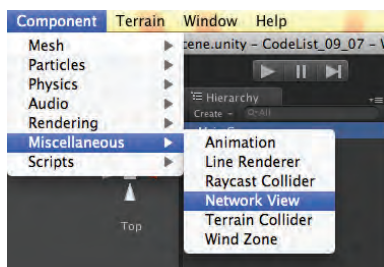 Component Terrain Window Help
cene.unity – CodeList_09_07 –
Mesh
Particles
Physics
Audio
Rendering
Miscellaneous
Scripts
Hierarchy
Create
All
Animation
Line Renderer
Raycast Collider
Network View
Terrain Collider
Wind Zone
Top